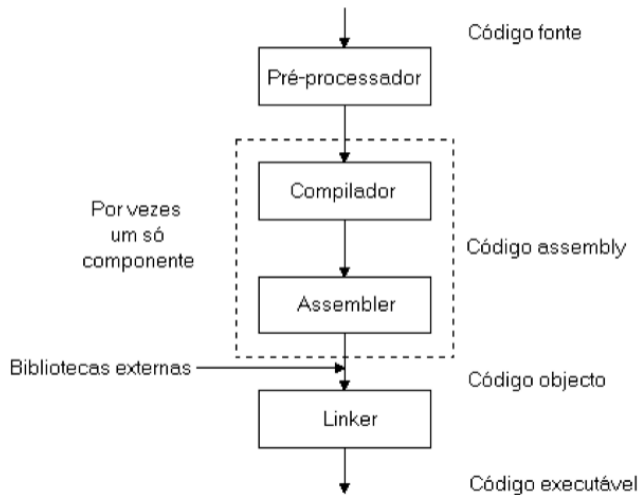 Código fonte
Pré-processador
Compilador
Por vezes
um só
componente
Código assembly
Assembler
Bibliotecas externas
Código objecto
Linker
Código executável